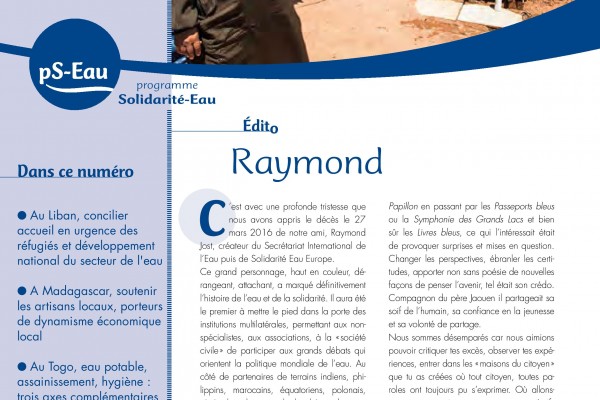 pS-Eau
programme
Solidarité-Eau
Dans ce numéro
● Au Liban, concilier
accueil en urgence des
réfugiés et développement
national du secteur de l'eau
● A Madagascar, soutenir
les artisans locaux, porteurs
de dynamisme économique
local
● Au Togo, eau potable,
assainissement, hygiène :
trois axes complémentaires
Édito
Raymond
C'est avec une profonde tristesse que
nous avons appris le décès le 27
mars 2016 de notre ami, Raymond
Jost, créateur du Secrétariat International de
l'Eau puis de Solidarité Eau Europe.
Ce grand personnage, haut en couleur, dé-
rangeant, attachant, a marqué définitivement
l'histoire de l'eau et de la solidarité. Il aura été
le premier à mettre le pied dans la porte des
institutions multilatérales, permettant aux non-
spécialistes, aux associations, à la «société
civile» de participer aux grands débats qui
orientent la politique mondiale de l'eau. Au
côté de partenaires de terrains indiens, phi-
lippins, marocains, équatoriens, polonais,
Papillon en passant par les Passeports bleus
ou la Symphonie des Grands Lacs et bien
sûr les Livres bleus, ce qui l'intéressait était
de provoquer surprises et mises en question.
Changer les perspectives, ébranler les certi-
tudes, apporter non sans poésie de nouvelles
façons de penser l'avenir, tel était son crédo.
Compagnon du père Jaouen il partageait sa
soif de l'humain, sa confiance en la jeunesse
et sa volonté de partage.
Nous sommes désemparés car nous aimions
pouvoir critiquer tes excès, observer tes expé-
riences, entrer dans les «maisons du citoyen»
que tu as créées où tout citoyen, toutes pa-
roles ont toujours pu s'exprimer. Où allons-